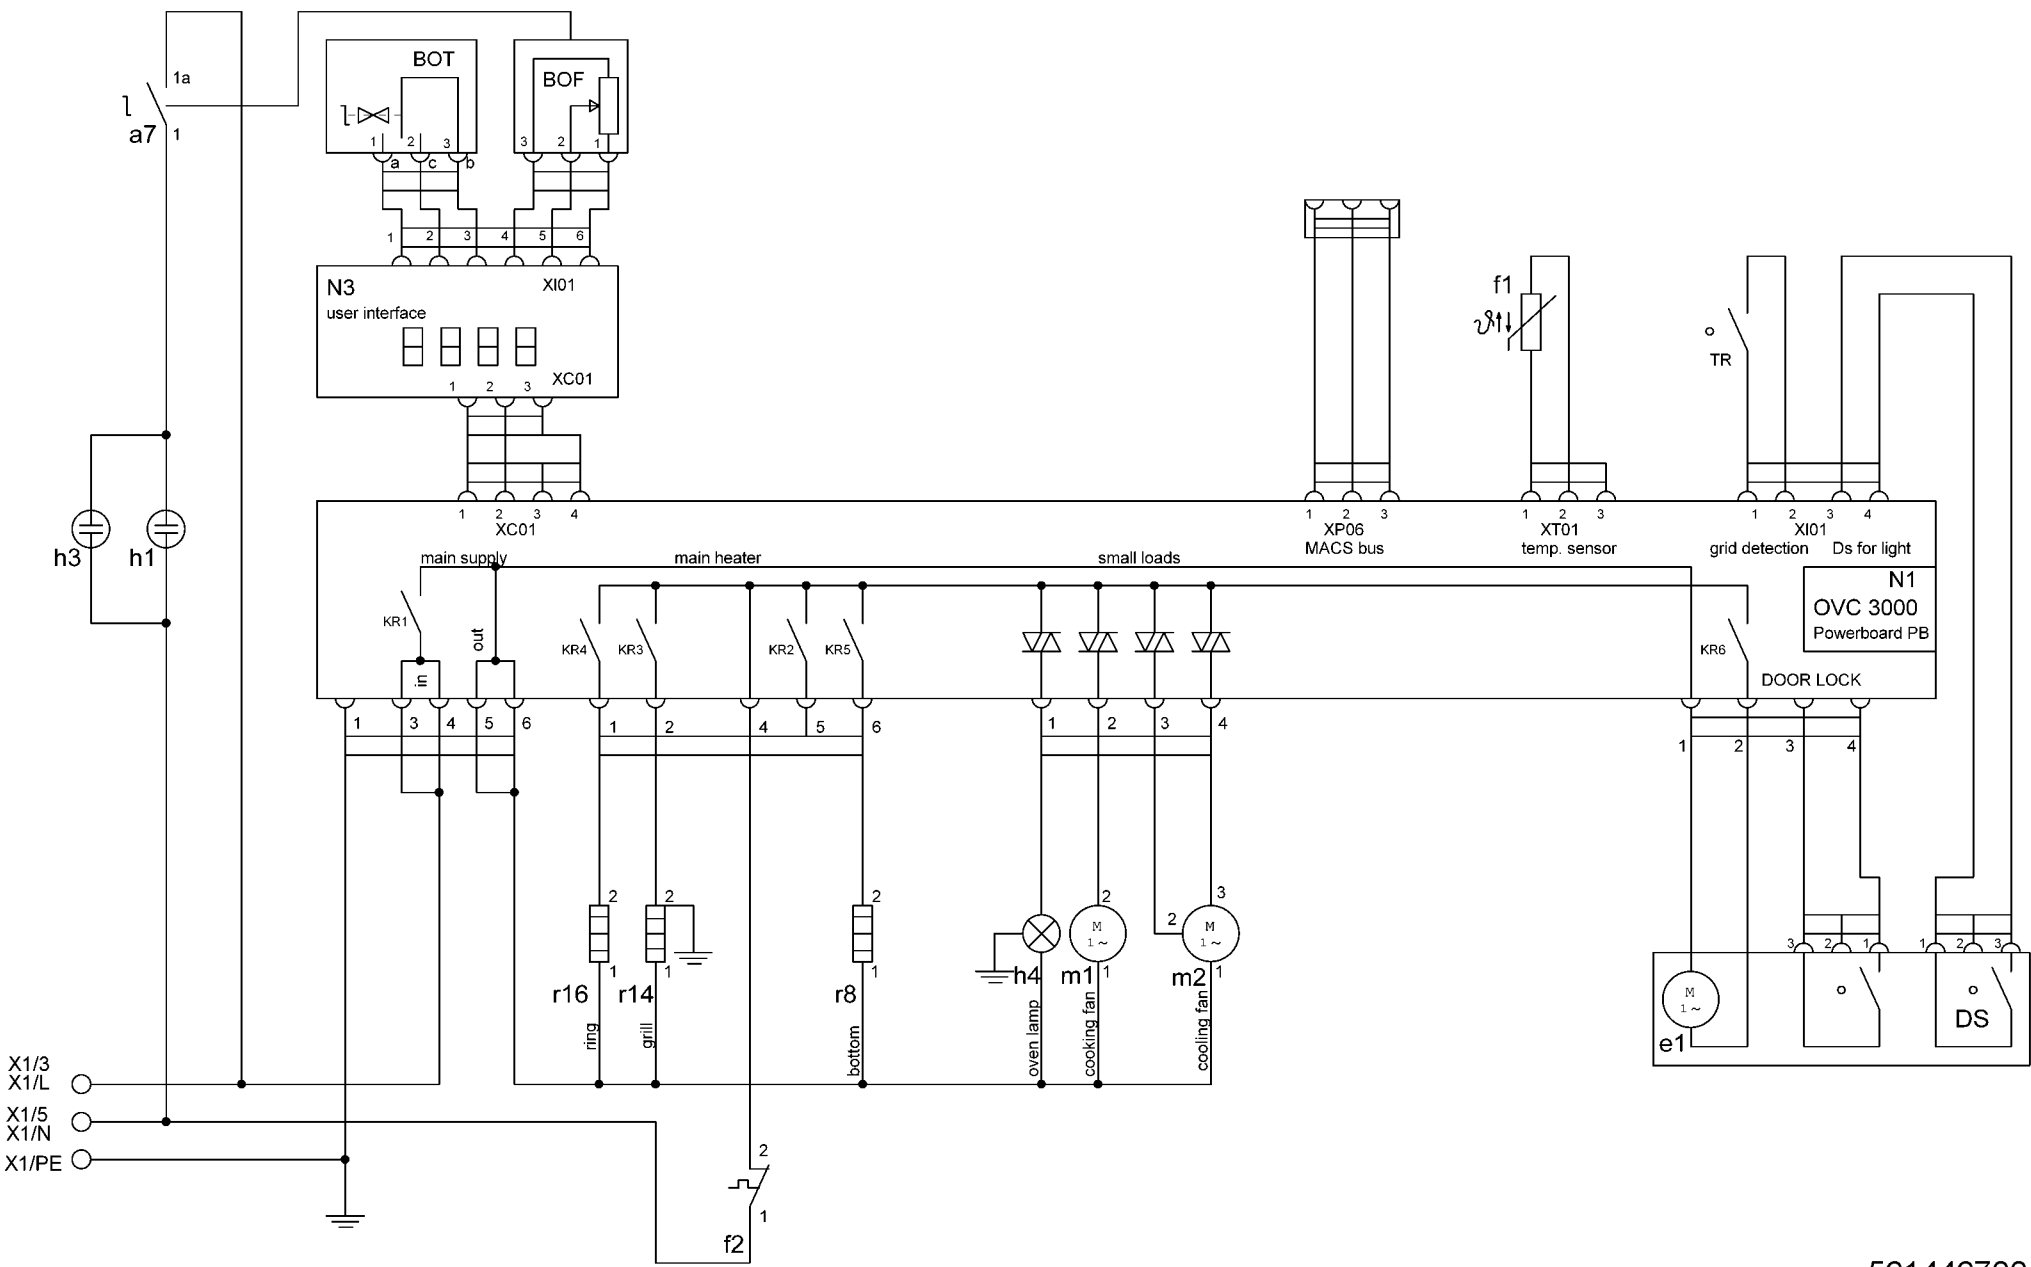 1a
a7
1
BOT
1
2
3
a
c
b
BOF
3
2
1
1
2
3
4
5
6
N3
XI01
user interface
XC01
1
2
3
f1
TR
h3
h1
1
2
3
4
XC01
1
2
3
XP06
MACS bus
1
2
3
XT01
temp. sensor
1
2
3
4
XI01
grid detection
Ds for light
main supply
main heater
small loads
N1
OVC 3000
Powerboard PB
KR1
in
out
KR4
KR3
KR2
KR5
KR6
DOOR LOCK
1
3
4
5
6
1
2
4
5
6
1
2
3
4
1
2
3
4
2
1
r16
ring
2
1
r14
grill
2
1
r8
bottom
h4
oven lamp
2
M
1~
1
m1
cooking fan
3
2
M
1~
1
m2
cooling fan
3
2
1
1
2
3
M
1~
e1
DS
X1/3
X1/L
X1/5
X1/N
X1/PE
2
1
f2